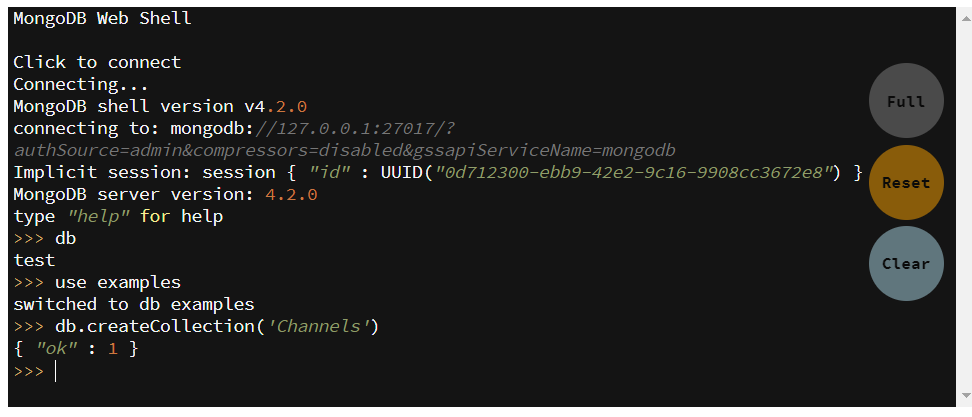 MongoDB Web Shell
Click to connect
Connecting...
MongoDB shell version v4.2.0
connecting to: mongodb://127.0.0.1:27017/?
authSource=admin&compressors=disabled&gssapiServiceName=mongodb
Implicit session: session { "id" : UUID("0d712300-ebb9-42e2-9c16-9908cc3672e8") }
MongoDB server version: 4.2.0
type "help" for help
>>> db
test
>>> use examples
switched to db examples
>>> db.createCollection('Channels')
{ "ok" : 1 }
>>>
Full
Reset
Clear